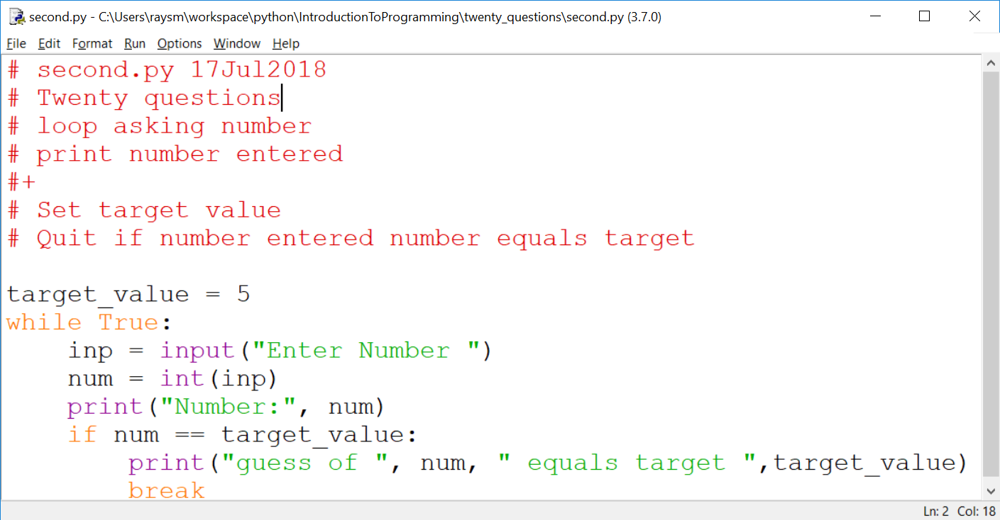 second.py - C:\Users\raysm\workspace\python\IntroductionToProgramming\twenty_questions\second.py (3.7.0)
File Edit Format Run Options Window Help
# second.py 17Jul2018
# Twenty questions
# loop asking number
# print number entered
#+
# Set target value
# Quit if number entered number equals target

target_value = 5
while True:
    inp = input("Enter Number ")
    num = int(inp)
    print("Number:", num)
    if num == target_value:
        print("guess of ", num, " equals target ",target_value)
        break
Ln: 2 Col: 18